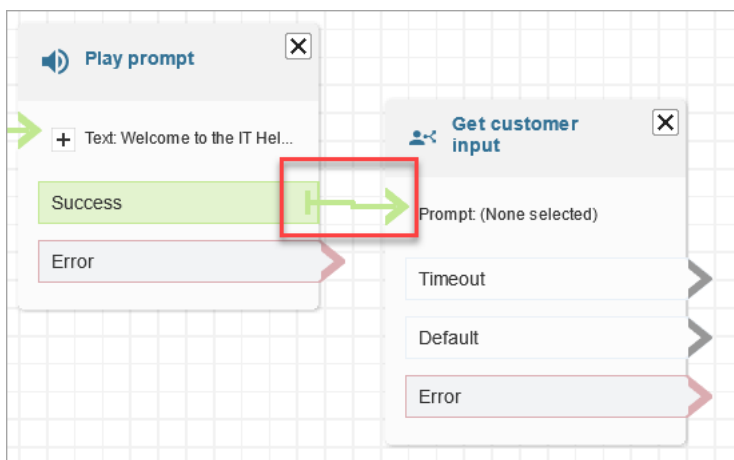 Play prompt
Text: Welcome to the IT Hel...
Success
Error
Get customer
input
Prompt: (None selected)
Timeout
Default
Error